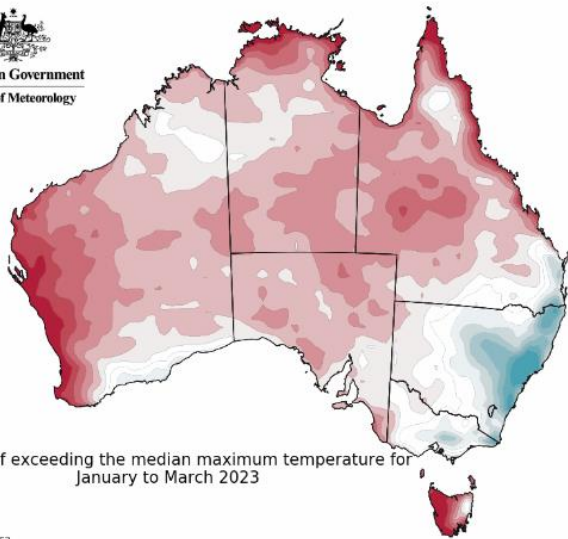 n Government
f Meteorology
f exceeding the median maximum temperature for
January to March 2023